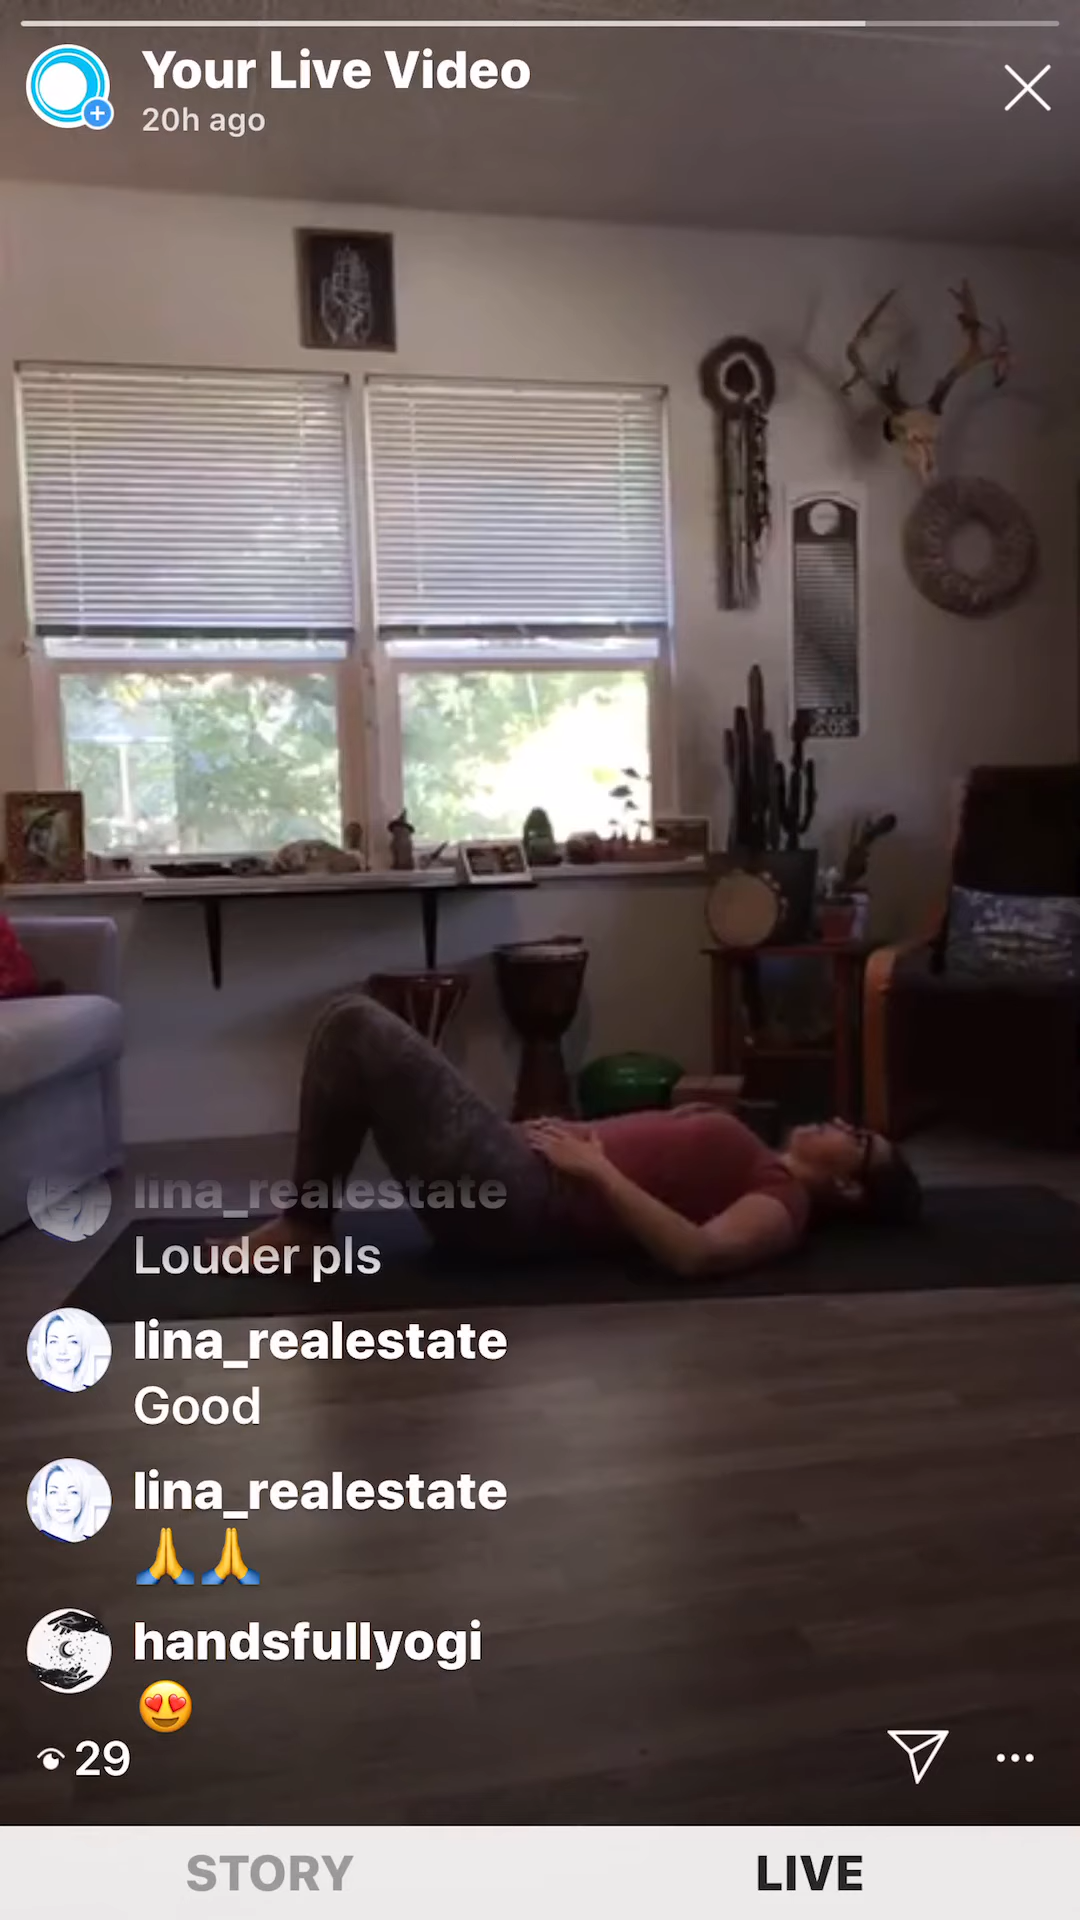 Your Live Video
20h ago
lina_realestate
Louder pls
lina_realestate
Good
lina_realestate
🙏🙏
handsfullyogi
😍
29
STORY
LIVE